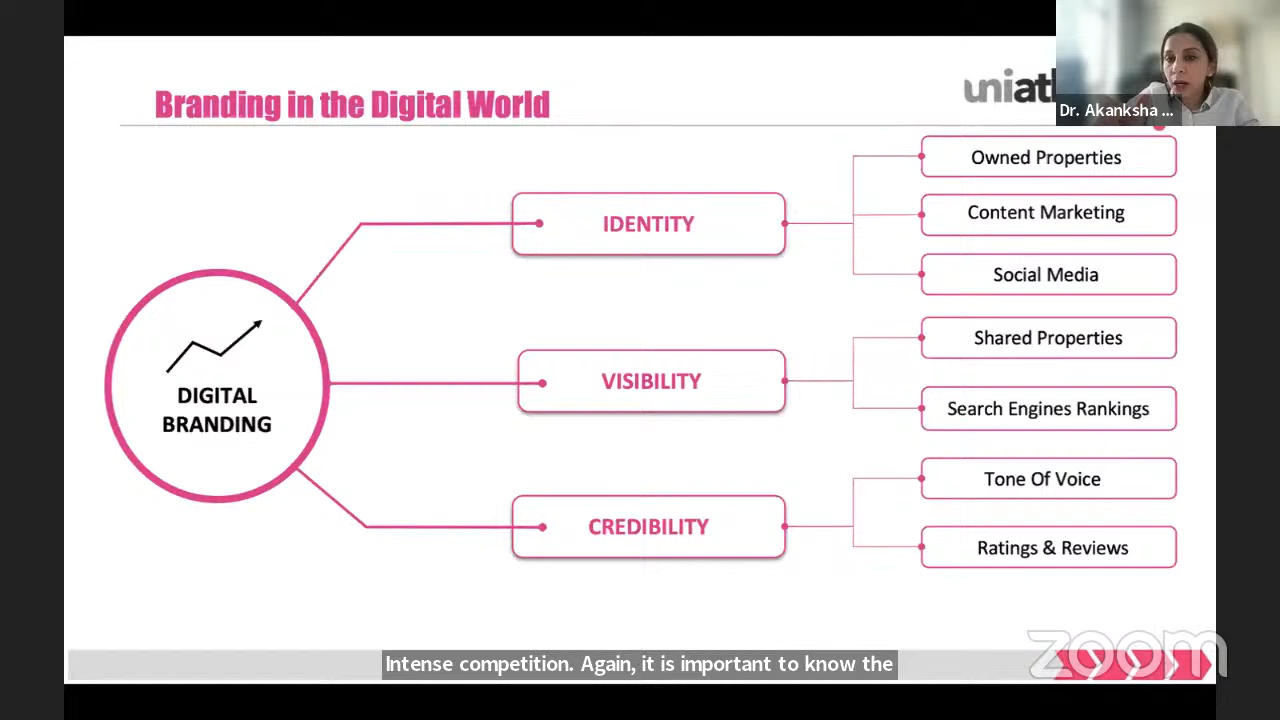 Branding in the Digital World
Dr. Akanksha ...
DIGITAL
BRANDING
IDENTITY
Owned Properties
Content Marketing
Social Media
VISIBILITY
Shared Properties
Search Engines Rankings
CREDIBILITY
Tone Of Voice
Ratings & Reviews
Intense competition. Again, it is important to know the
zoom